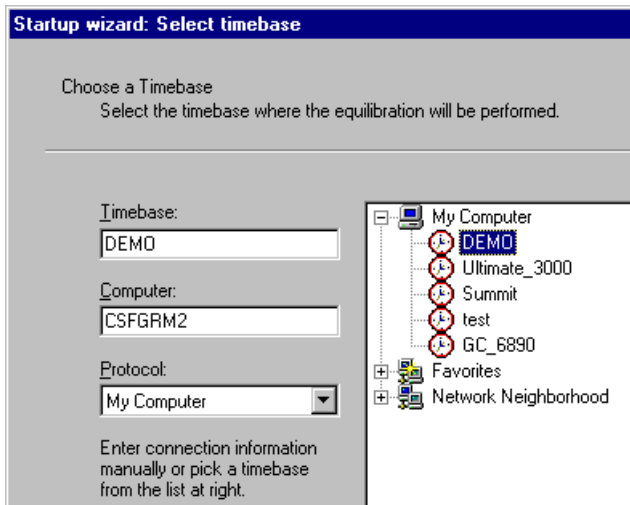 Startup wizard: Select timebase
Choose a Timebase
Select the timebase where the equilibration will be performed.
Timebase:
DEMO
Computer:
CSFGRM2
Protocol:
My Computer
Enter connection information
manually or pick a timebase
from the list at right.
My Computer
DEMO
Ultimate_3000
Summit
test
GC_6890
Favorites
Network Neighborhood